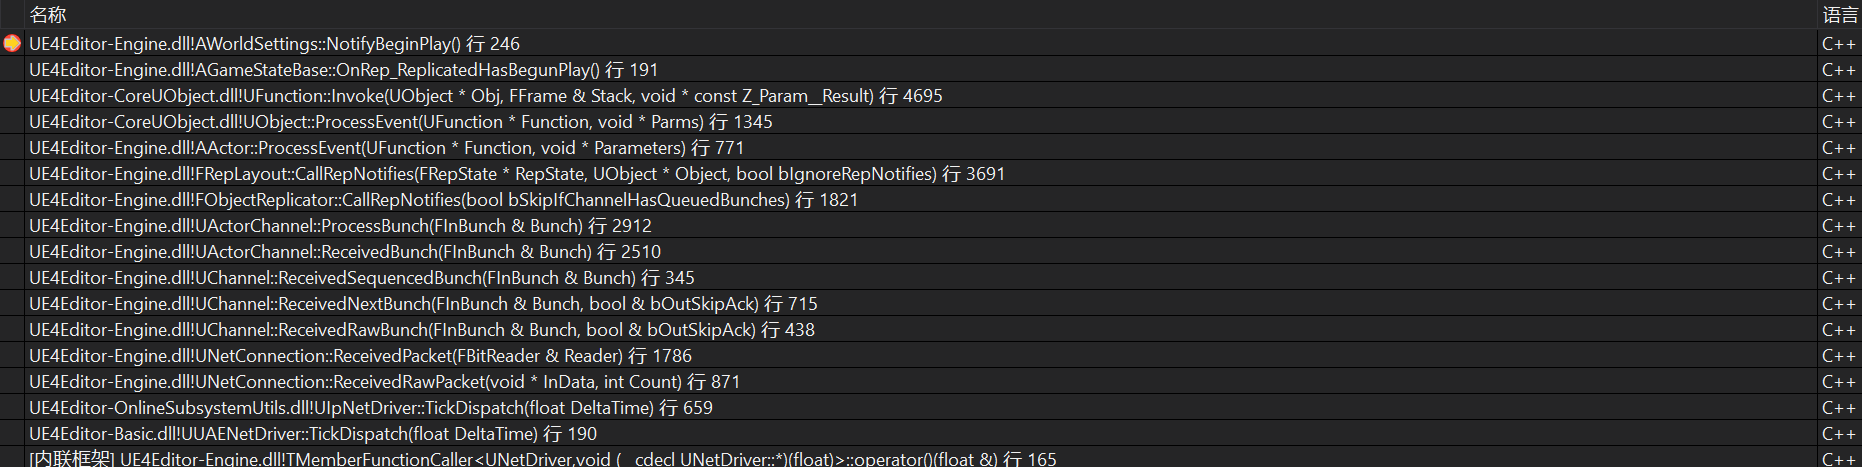 名称 语言
UE4Editor-Engine.dll!AWorldSettings::NotifyBeginPlay() 行 246 C++
UE4Editor-Engine.dll!AGameStateBase::OnRep_ReplicatedHasBegunPlay() 行 191 C++
UE4Editor-CoreUObject.dll!UFunction::Invoke(UObject * Obj, FFrame & Stack, void * const Z_Param__Result) 行 4695 C++
UE4Editor-CoreUObject.dll!UObject::ProcessEvent(UFunction * Function, void * Parms) 行 1345 C++
UE4Editor-Engine.dll!AActor::ProcessEvent(UFunction * Function, void * Parameters) 行 771 C++
UE4Editor-Engine.dll!FRepLayout::CallRepNotifies(FRepState * RepState, UObject * Object, bool bIgnoreRepNotifies) 行 3691 C++
UE4Editor-Engine.dll!FObjectReplicator::CallRepNotifies(bool bSkipIfChannelHasQueuedBunches) 行 1821 C++
UE4Editor-Engine.dll!UActorChannel::ProcessBunch(FInBunch & Bunch) 行 2912 C++
UE4Editor-Engine.dll!UActorChannel::ReceivedBunch(FInBunch & Bunch) 行 2510 C++
UE4Editor-Engine.dll!UChannel::ReceivedSequencedBunch(FInBunch & Bunch) 行 345 C++
UE4Editor-Engine.dll!UChannel::ReceivedNextBunch(FInBunch & Bunch, bool & bOutSkipAck) 行 715 C++
UE4Editor-Engine.dll!UChannel::ReceivedRawBunch(FInBunch & Bunch, bool & bOutSkipAck) 行 438 C++
UE4Editor-Engine.dll!UNetConnection::ReceivedPacket(FBitReader & Reader) 行 1786 C++
UE4Editor-Engine.dll!UNetConnection::ReceivedRawPacket(void * InData, int Count) 行 871 C++
UE4Editor-OnlineSubsystemUtils.dll!UIpNetDriver::TickDispatch(float DeltaTime) 行 659 C++
UE4Editor-Basic.dll!UUAENetDriver::TickDispatch(float DeltaTime) 行 190 C++
[内联框架] UE4Editor-Engine.dll!TMemberFunctionCaller<UNetDriver,void (__cdecl UNetDriver::*)(float)>::operator()(float &) 行 165 C++